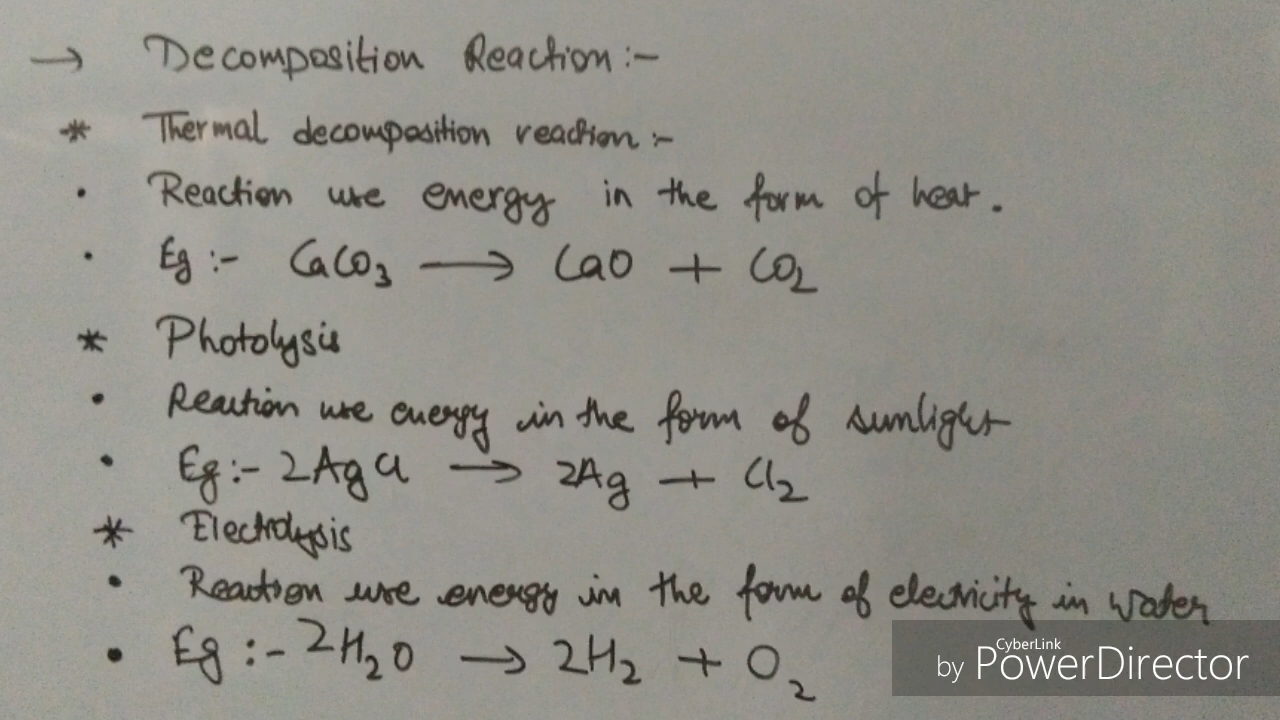 → Decomposition Reaction :-
* Thermal decomposition reaction :-
• Reaction use energy in the form of heat.
• Eg :- CaCO₃ ⟶ CaO + CO₂
* Photolysis
• Reaction use energy in the form of sunlight
• Eg :- 2AgCl ⟶ 2Ag + Cl₂
* Electrolysis
• Reaction use energy in the form of electricity in water
• Eg :- 2H₂O ⟶ 2H₂ + O₂
CyberLink
by PowerDirector